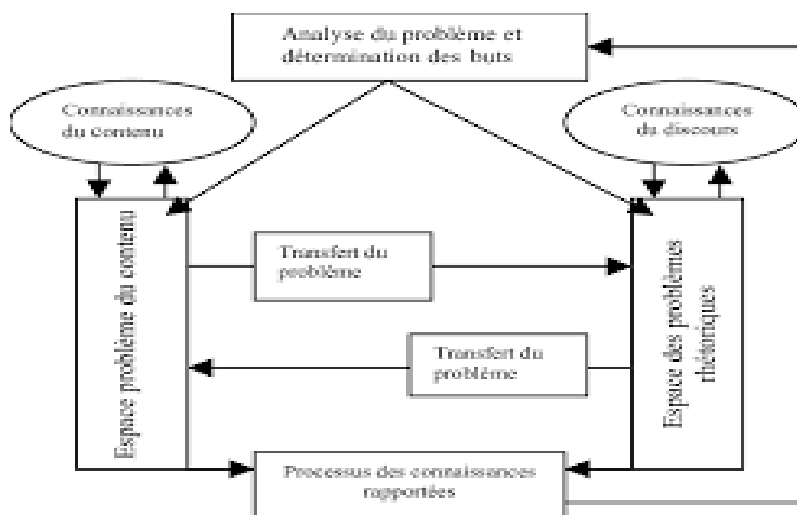 Analyse du problème et
détermination des buts
Connaissances
du contenu
Connaissances
du discours
Espace problème du contenu
Transfert du
problème
Transfert du
problème
Espace des problèmes
rhétoriques
Processus des connaissances
rapportées